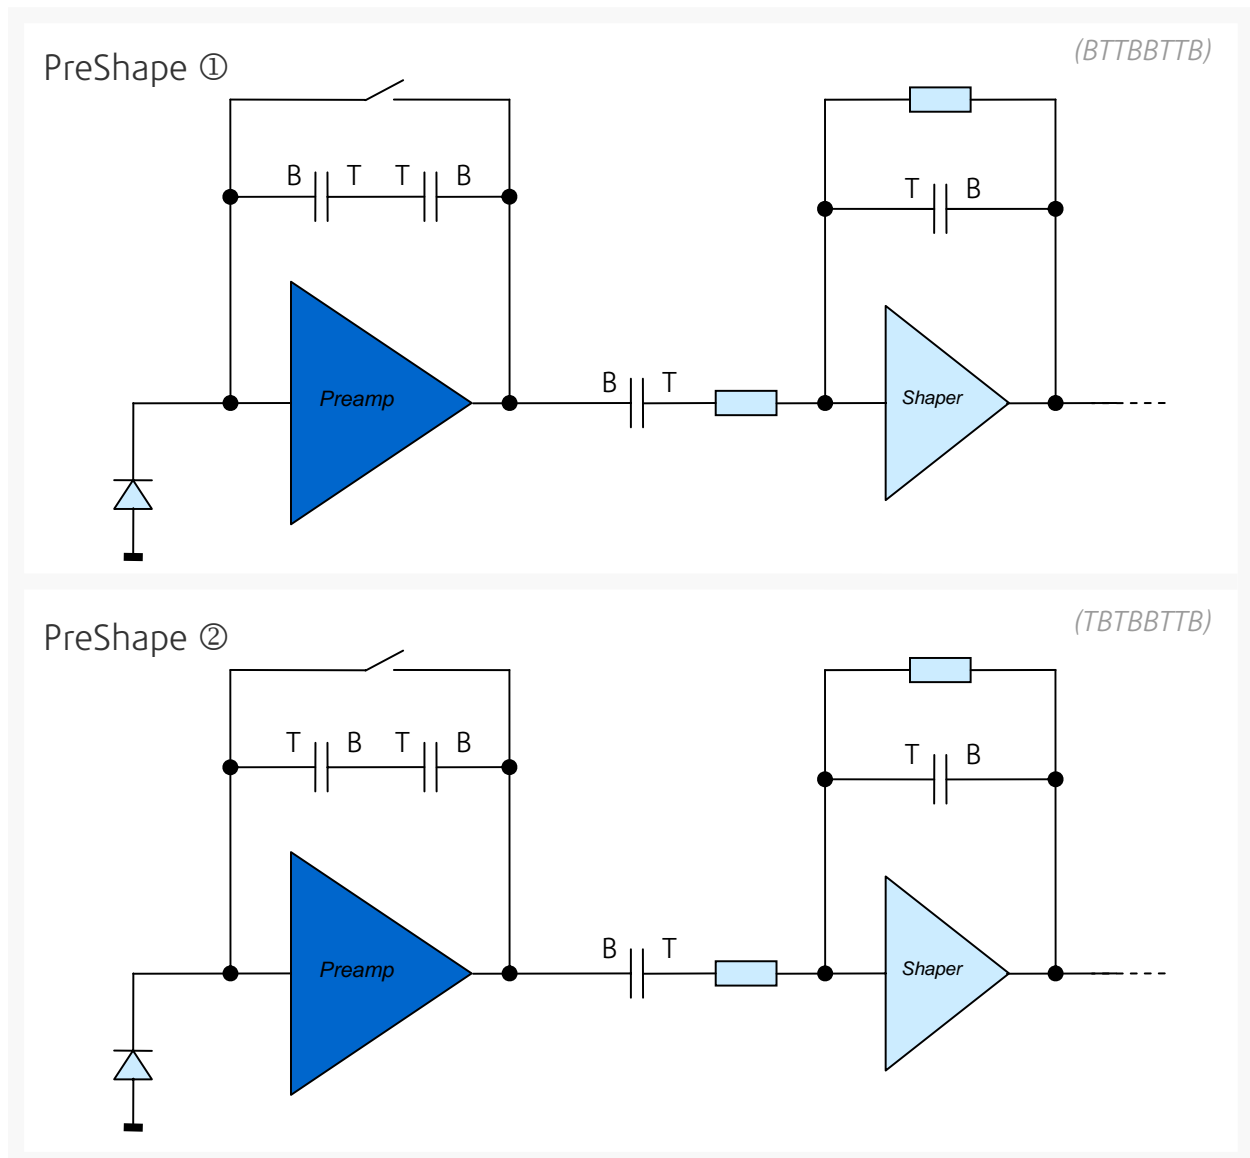 PreShape ①
(BTTBBTTB)
B T T B
T B
B T
Preamp
Shaper
PreShape ②
(TBTBBTTB)
T B T B
T B
B T
Preamp
Shaper